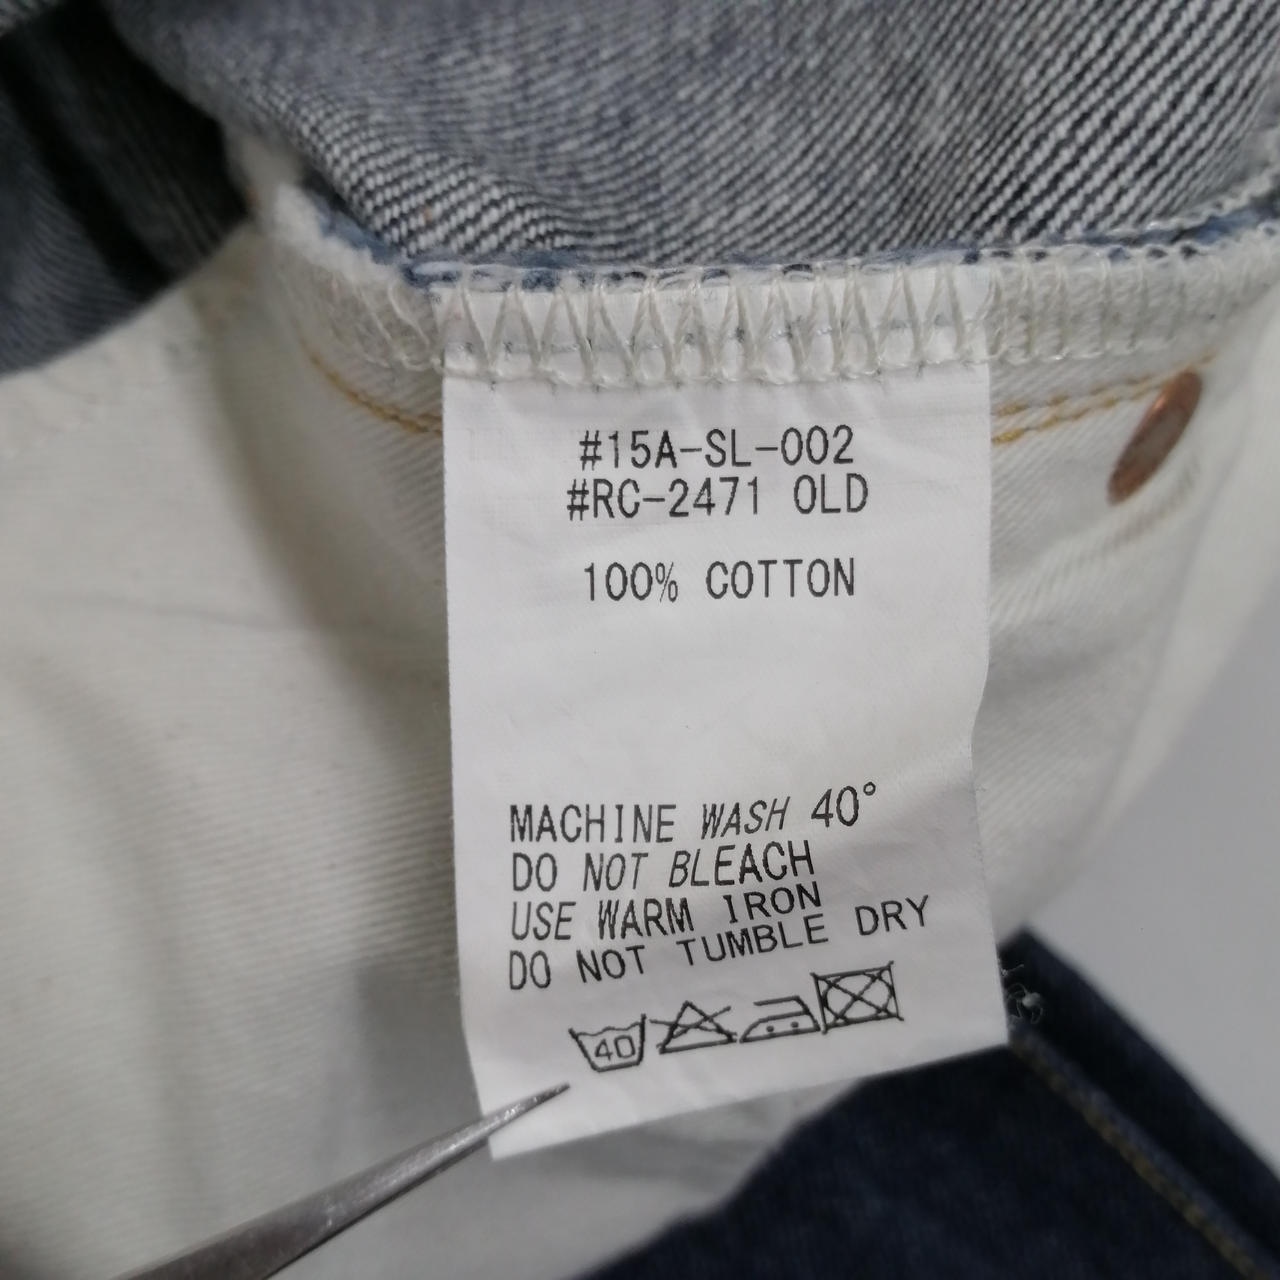 #15A-SL-002
#RC-2471 OLD
100% COTTON
MACHINE WASH 40°
DO NOT BLEACH
USE WARM IRON
DO NOT TUMBLE DRY
40